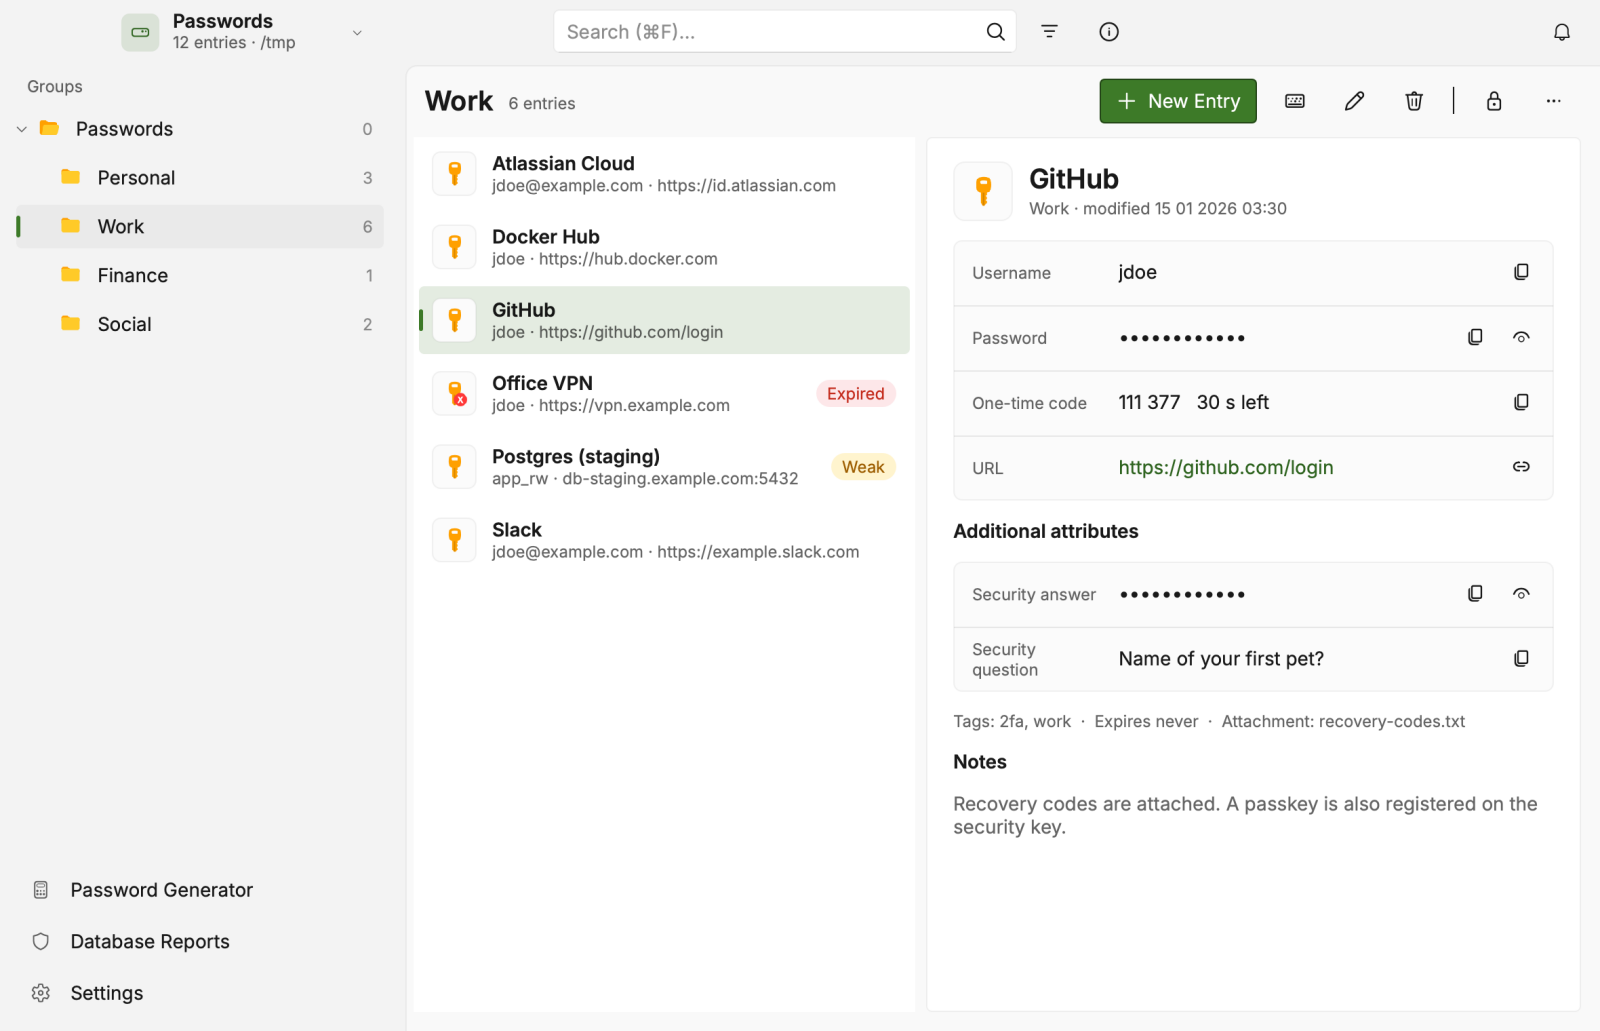 Passwords
12 entries · /tmp
Search (⌘F)...
Groups
Passwords 0
Personal 3
Work 6
Finance 1
Social 2
Password Generator
Database Reports
Settings
Work 6 entries
New Entry
Atlassian Cloud
jdoe@example.com · https://id.atlassian.com
Docker Hub
jdoe · https://hub.docker.com
GitHub
jdoe · https://github.com/login
Office VPN
jdoe · https://vpn.example.com
Expired
Postgres (staging)
app_rw · db-staging.example.com:5432
Weak
Slack
jdoe@example.com · https://example.slack.com
GitHub
Work · modified 15 01 2026 03:30
Username jdoe
Password ••••••••••••
One-time code 111 377 30 s left
URL https://github.com/login
Additional attributes
Security answer ••••••••••••
Security
question
Name of your first pet?
Tags: 2fa, work · Expires never · Attachment: recovery-codes.txt
Notes
Recovery codes are attached. A passkey is also registered on the
security key.